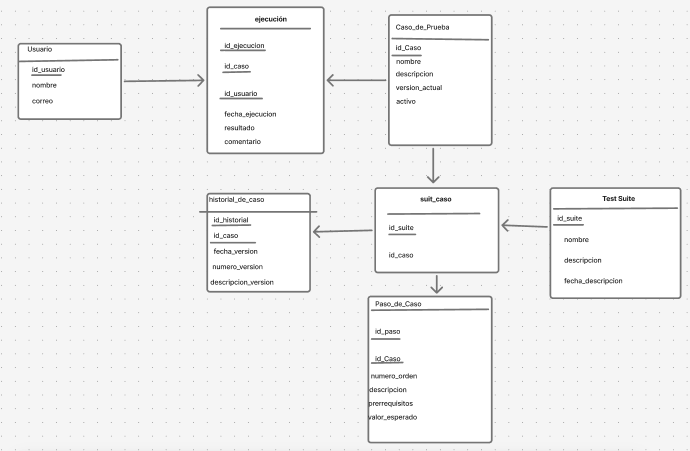 Usuario
id_usuario
nombre
correo
ejecución
id_ejecucion
id_caso
id_usuario
fecha_ejecucion
resultado
comentario
Caso_de_Prueba
id_Caso
nombre
descripcion
version_actual
activo
historial_de_caso
id_historial
id_caso
fecha_version
numero_version
descripcion_version
suit_caso
id_suite
id_caso
Test Suite
id_suite
nombre
descripcion
fecha_descripcion
Paso_de_Caso
id_paso
id_Caso
numero_orden
descripcion
prerrequisitos
valor_esperado